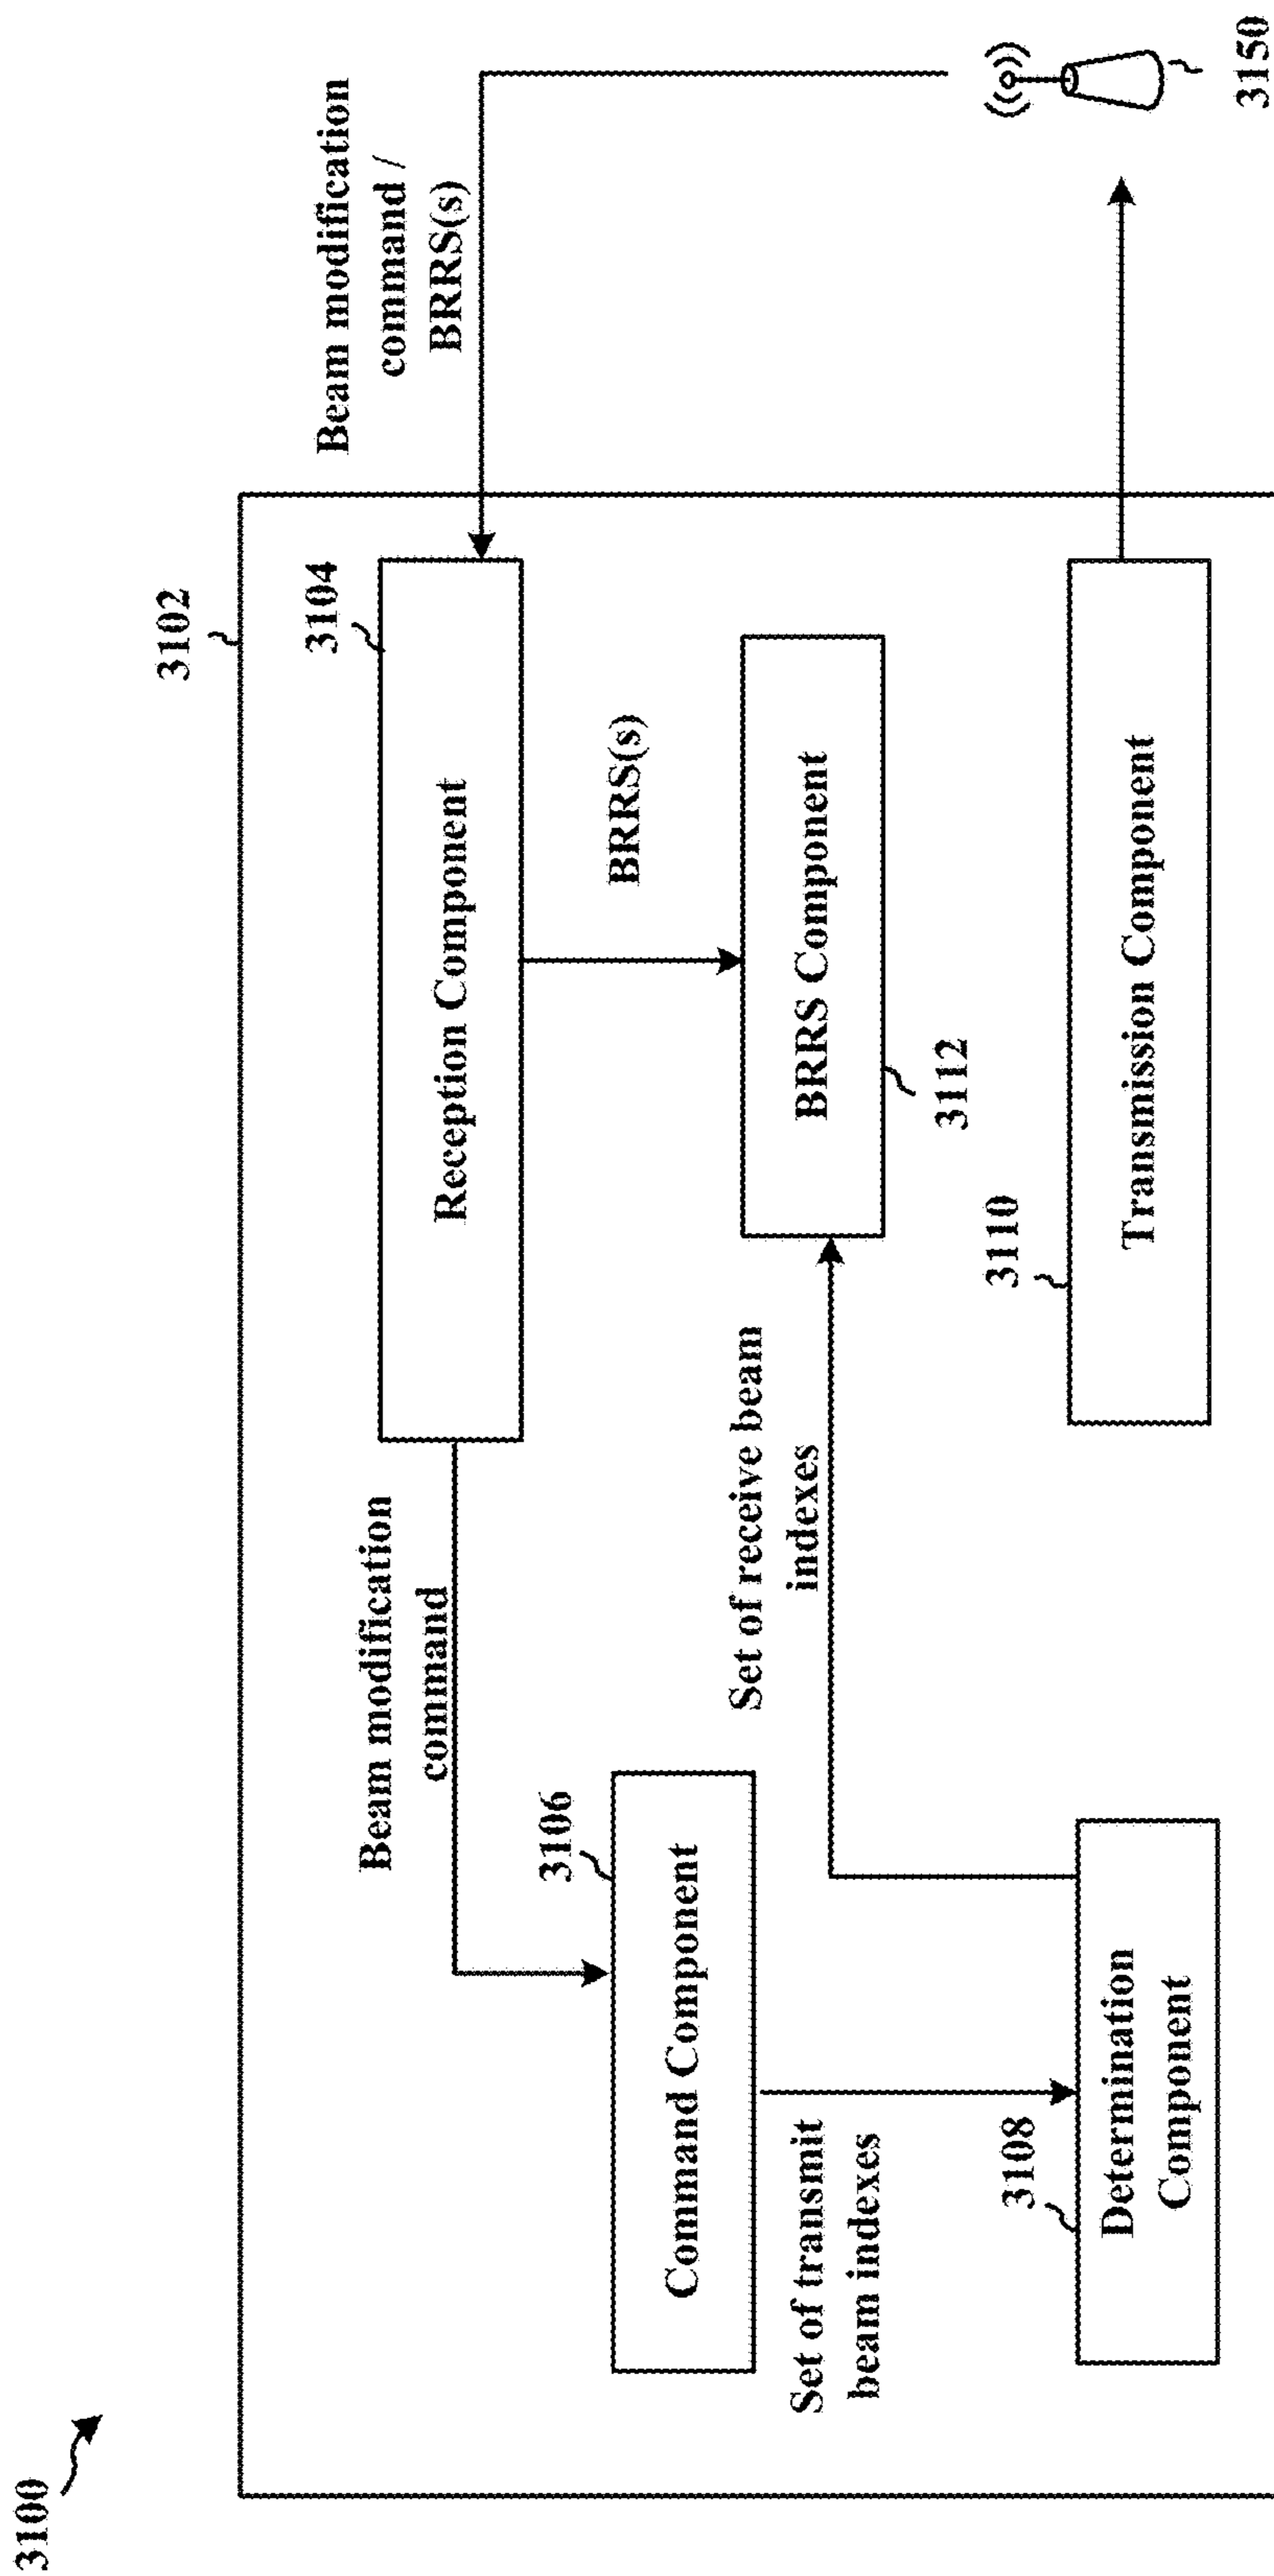 3100
3102
Beam modification
command /
BRRS(s)
3104
Reception Component
Beam modification
command
BRRS(s)
3106
Command Component
Set of receive beam
indexes
BRRS Component
3112
Set of transmit
beam indexes
3108
Determination
Component
3110
Transmission Component
3150